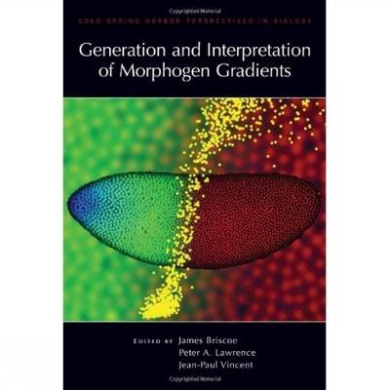 COLD SPRING HARBOR PERSPECTIVES IN BIOLOGY
Generation and Interpretation
of Morphogen Gradients
EDITED BY James Briscoe
Peter A. Lawrence
Jean-Paul Vincent